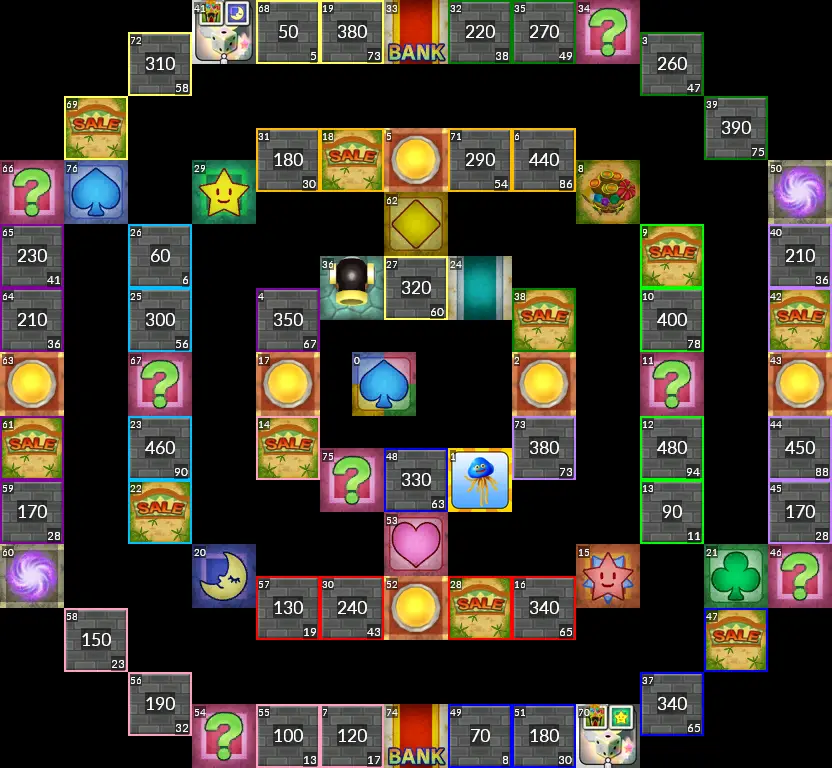 41 68 50 5 19 380 73 33 BANK 32 220 38 35 270 49 34 ?
72 310 58 3 260 47
69 SALE 39 390 75
31 180 30 18 SALE 5 71 290 54 6 440 86
66 ? 76 29 8 50
62
65 230 41 26 60 6 9 SALE 40 210 36
36 27 320 60 24
64 210 36 25 300 56 4 350 67 38 SALE 10 400 78 42 SALE
63 67 ? 17 0 2 11 ? 43
61 SALE 23 460 90 14 SALE 73 380 73 12 480 94 44 450 88
75 ? 48 330 63 1
59 170 28 22 SALE 13 90 11 45 170 28
53
60 20 15 21 46 ?
57 130 19 30 240 43 52 28 SALE 16 340 65
58 150 23 47 SALE
56 190 32 37 340 65
54 ? 55 100 13 7 120 17 74 BANK 49 70 8 51 180 30 70